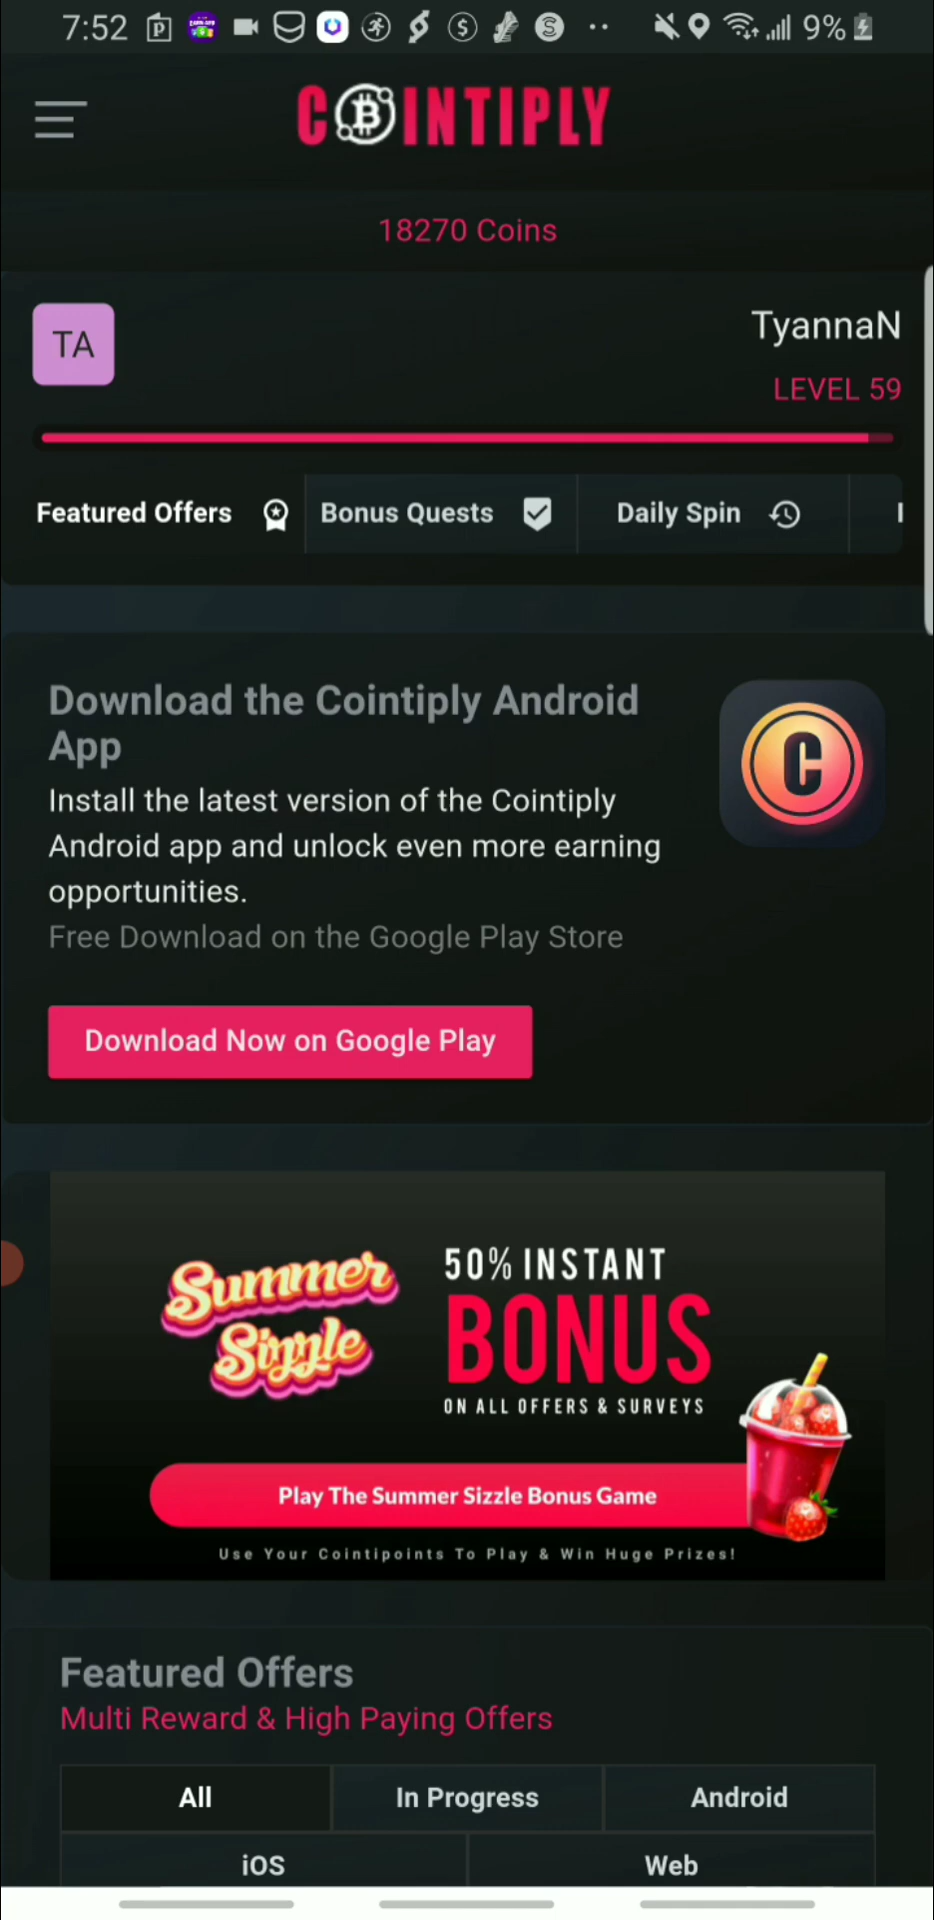 7:52 9%
COINTIPLY
18270 Coins
TA
TyannaN
LEVEL 59
Featured Offers Bonus Quests Daily Spin
Download the Cointiply Android
App
Install the latest version of the Cointiply
Android app and unlock even more earning
opportunities.
Free Download on the Google Play Store
Download Now on Google Play
Summer
Sizzle
50% INSTANT
BONUS
ON ALL OFFERS & SURVEYS
Play The Summer Sizzle Bonus Game
Use Your Cointipoints To Play & Win Huge Prizes!
Featured Offers
Multi Reward & High Paying Offers
All In Progress Android
iOS Web